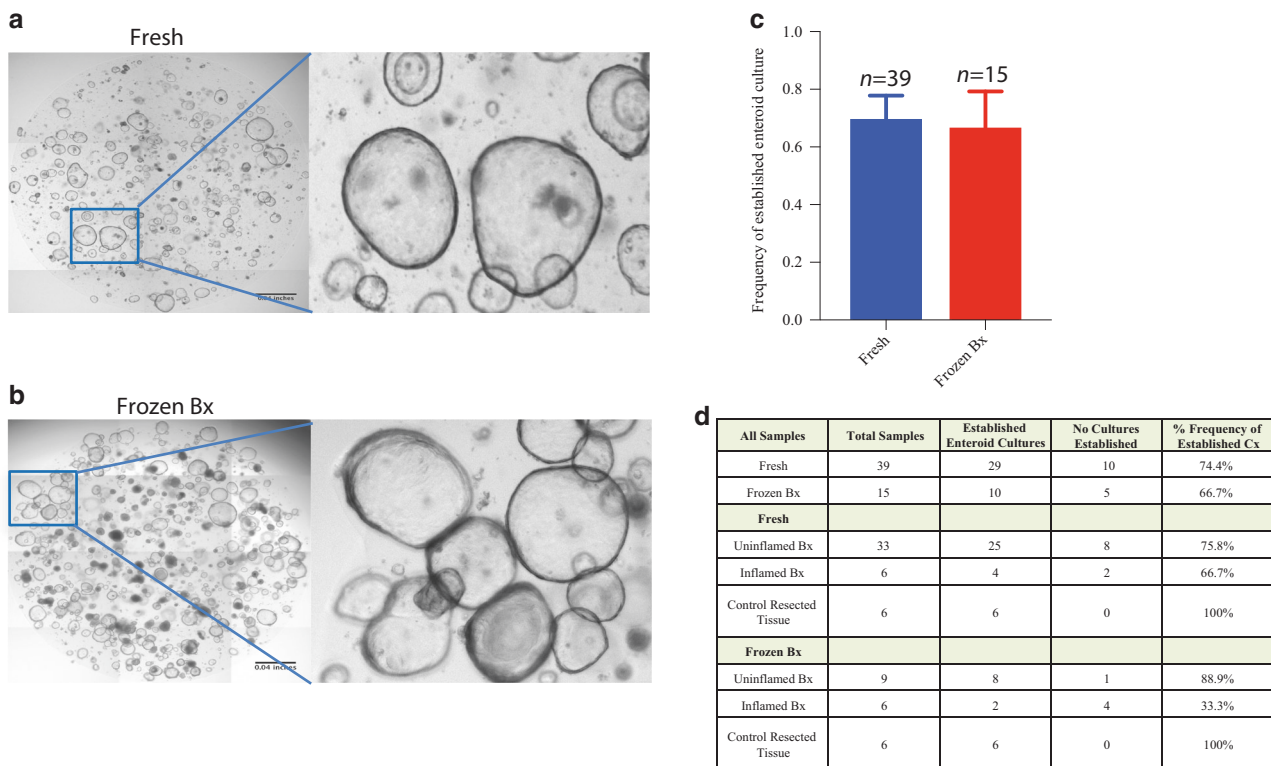 a
Fresh
0.04 inches
b
Frozen Bx
0.04 inches
c
Frequency of established enteroid culture
1.0
0.8
0.6
0.4
0.2
0.0
n=39
n=15
Fresh
Frozen Bx
d
All Samples Total Samples Established Enteroid Cultures No Cultures Established % Frequency of Established Cx
Fresh 39 29 10 74.4%
Frozen Bx 15 10 5 66.7%
Fresh
Uninflamed Bx 33 25 8 75.8%
Inflamed Bx 6 4 2 66.7%
Control Resected Tissue 6 6 0 100%
Frozen Bx
Uninflamed Bx 9 8 1 88.9%
Inflamed Bx 6 2 4 33.3%
Control Resected Tissue 6 6 0 100%